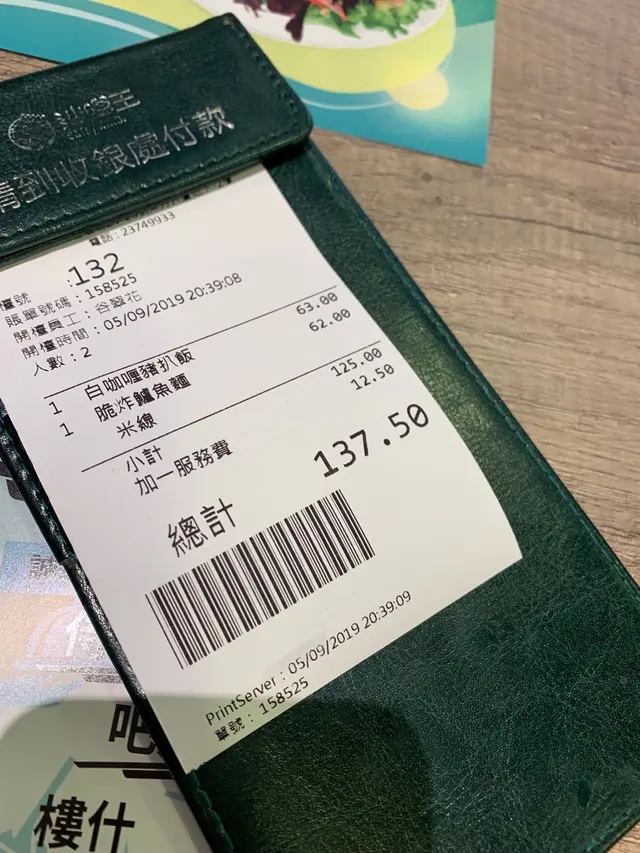 請到收銀處付款
電話：23749933
檯號 132
賬單號碼：158525
開檯員工：谷翠花
開檯時間：05/09/2019 20:39:08
人數：2
1 白咖喱豬扒飯 63.00
1 脆炸鱸魚麵 62.00
米線
小計 125.00
加一服務費 12.50
總計 137.50
PrintServer：05/09/2019 20:39:09
單號：158525
樓什